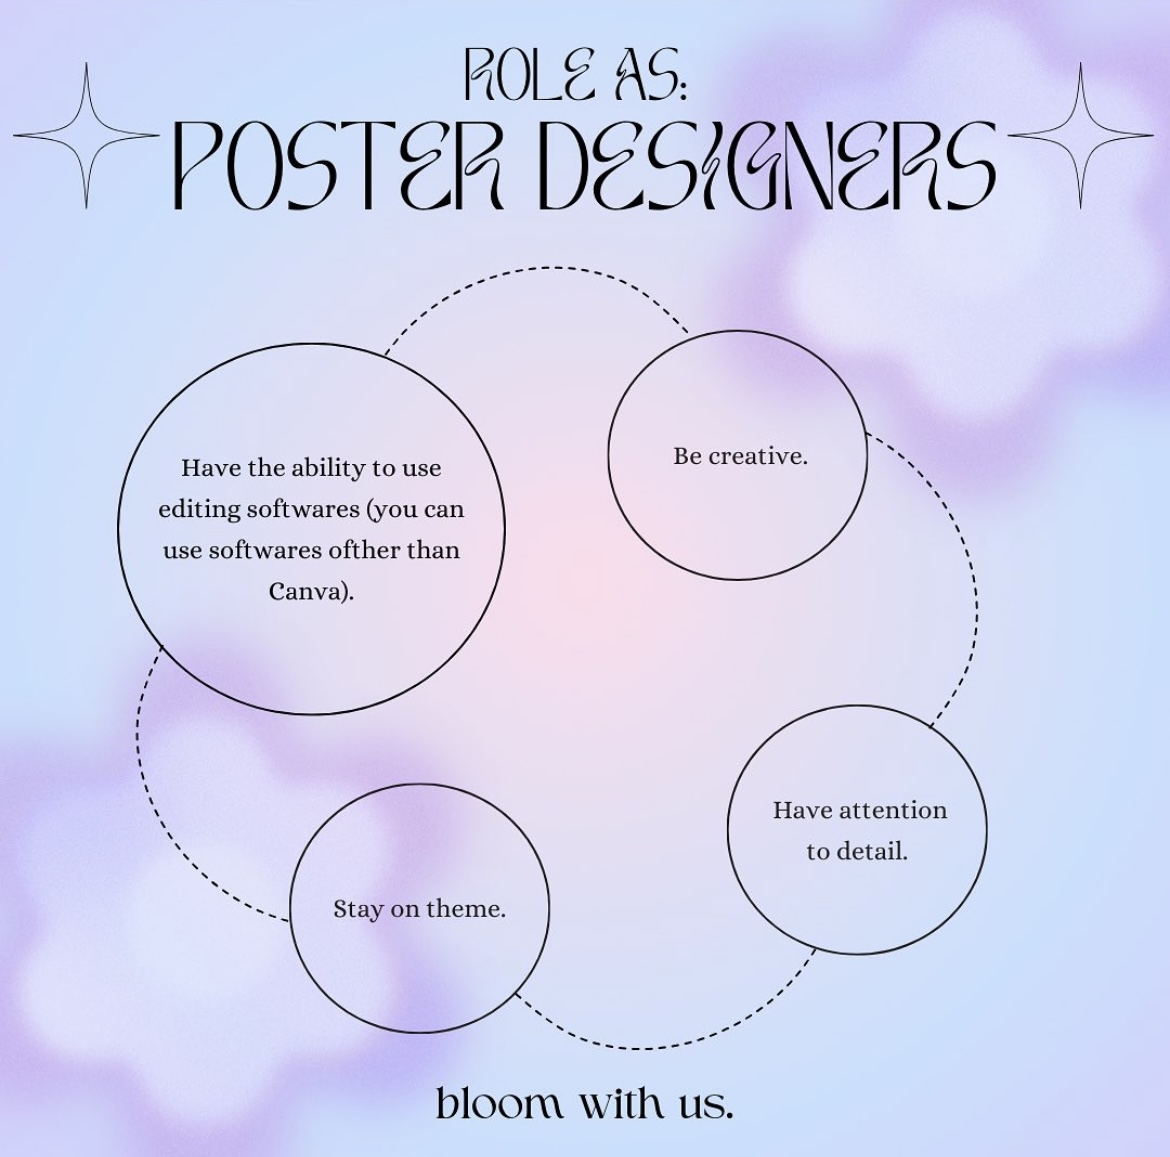 ROLE AS:
POSTER DESIGNERS
Have the ability to use
editing softwares (you can
use softwares ofther than
Canva).
Be creative.
Have attention
to detail.
Stay on theme.
bloom with us.